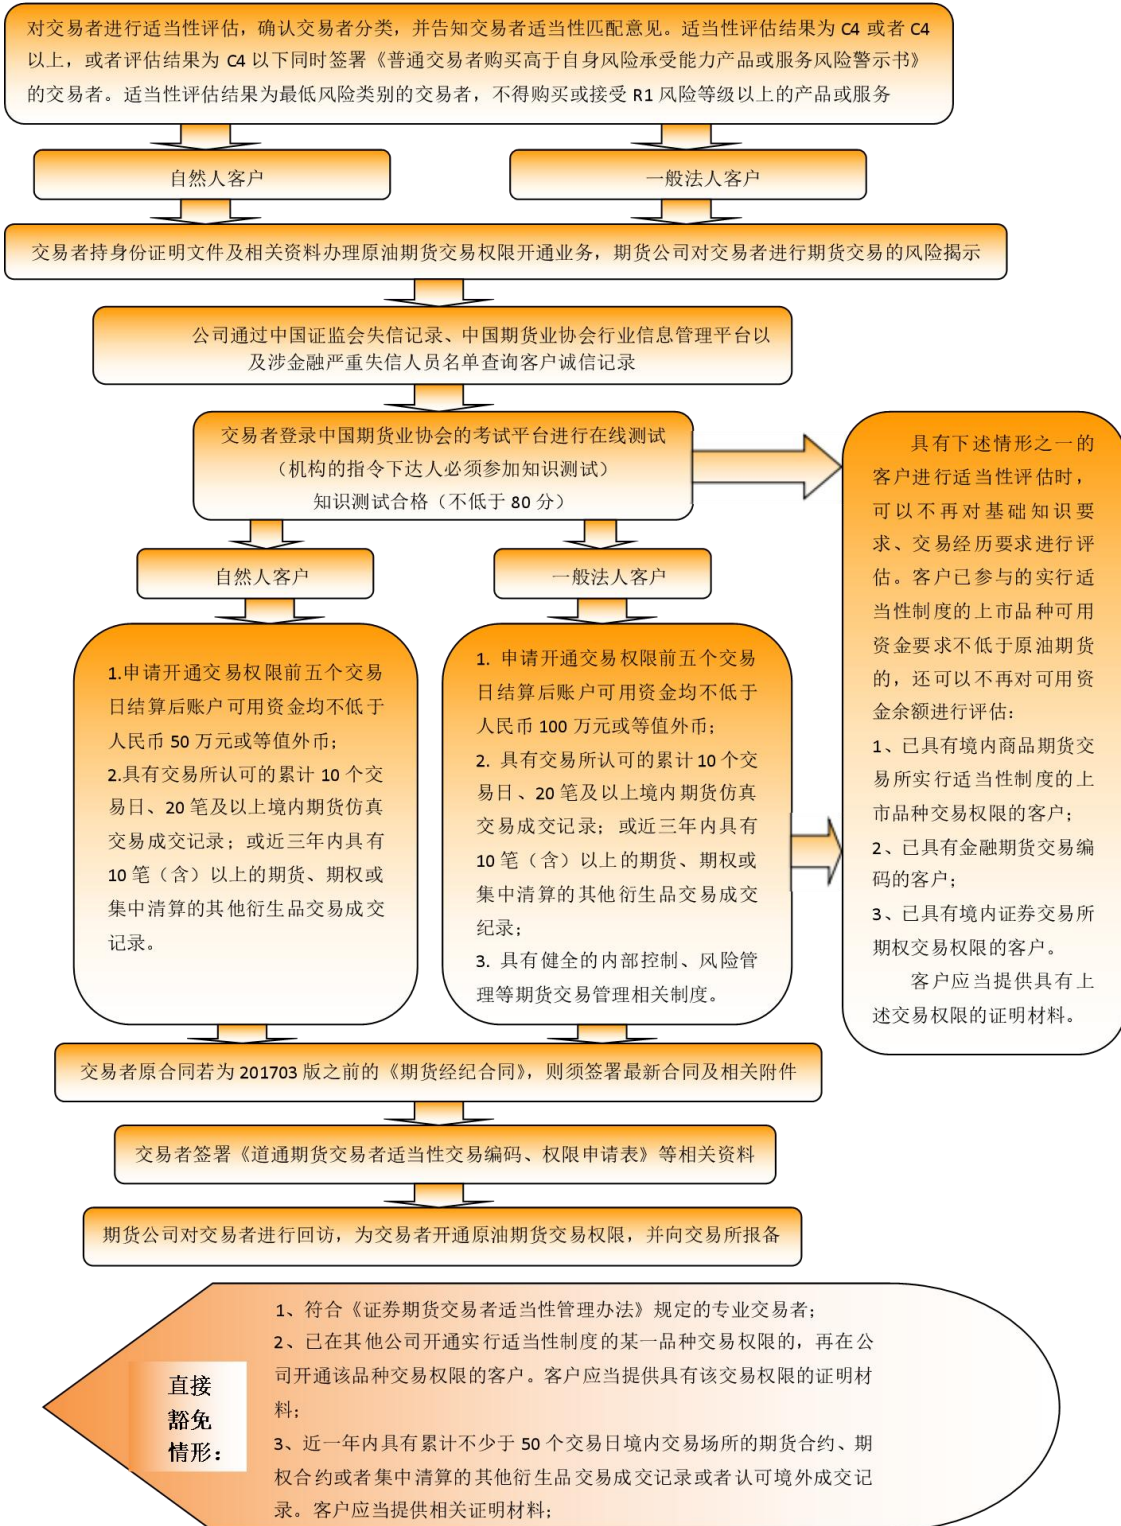 对交易者进行适当性评估，确认交易者分类，并告知交易者适当性匹配意见。适当性评估结果为 C4 或者 C4
以上，或者评估结果为 C4 以下同时签署《普通交易者购买高于自身风险承受能力产品或服务风险警示书》
的交易者。适当性评估结果为最低风险类别的交易者，不得购买或接受 R1 风险等级以上的产品或服务
自然人客户
一般法人客户
交易者持身份证明文件及相关资料办理原油期货交易权限开通业务，期货公司对交易者进行期货交易的风险揭示
公司通过中国证监会失信记录、中国期货业协会行业信息管理平台以
及涉金融严重失信人员名单查询客户诚信记录
交易者登录中国期货业协会的考试平台进行在线测试
（机构的指令下达人必须参加知识测试）
知识测试合格（不低于 80 分）
自然人客户
一般法人客户
1.申请开通交易权限前五个交易
日结算后账户可用资金均不低于
人民币 50 万元或等值外币；
2.具有交易所认可的累计 10 个交
易日、20 笔及以上境内期货仿真
交易成交记录；或近三年内具有
10 笔（含）以上的期货、期权或
集中清算的其他衍生品交易成交
记录。
1. 申请开通交易权限前五个交易
日结算后账户可用资金均不低于
人民币 100 万元或等值外币；
2. 具有交易所认可的累计 10 个交
易日、20 笔及以上境内期货仿真
交易成交记录；或近三年内具有
10 笔（含）以上的期货、期权或
集中清算的其他衍生品交易成交
纪录；
3. 具有健全的内部控制、风险管
理等期货交易管理相关制度。
具有下述情形之一的
客户进行适当性评估时，
可以不再对基础知识要
求、交易经历要求进行评
估。客户已参与的实行适
当性制度的上市品种可用
资金要求不低于原油期货
的，还可以不再对可用资
金余额进行评估：
1、已具有境内商品期货交
易所实行适当性制度的上
市品种交易权限的客户；
2、已具有金融期货交易编
码的客户；
3、已具有境内证券交易所
期权交易权限的客户。
客户应当提供具有上
述交易权限的证明材料。
交易者原合同若为 201703 版之前的《期货经纪合同》，则须签署最新合同及相关附件
交易者签署《道通期货交易者适当性交易编码、权限申请表》等相关资料
期货公司对交易者进行回访，为交易者开通原油期货交易权限，并向交易所报备
直接
豁免
情形：
1、符合《证券期货交易者适当性管理办法》规定的专业交易者；
2、已在其他公司开通实行适当性制度的某一品种交易权限的，再在公
司开通该品种交易权限的客户。客户应当提供具有该交易权限的证明材
料；
3、近一年内具有累计不少于 50 个交易日境内交易场所的期货合约、期
权合约或者集中清算的其他衍生品交易成交记录或者认可境外成交记
录。客户应当提供相关证明材料；